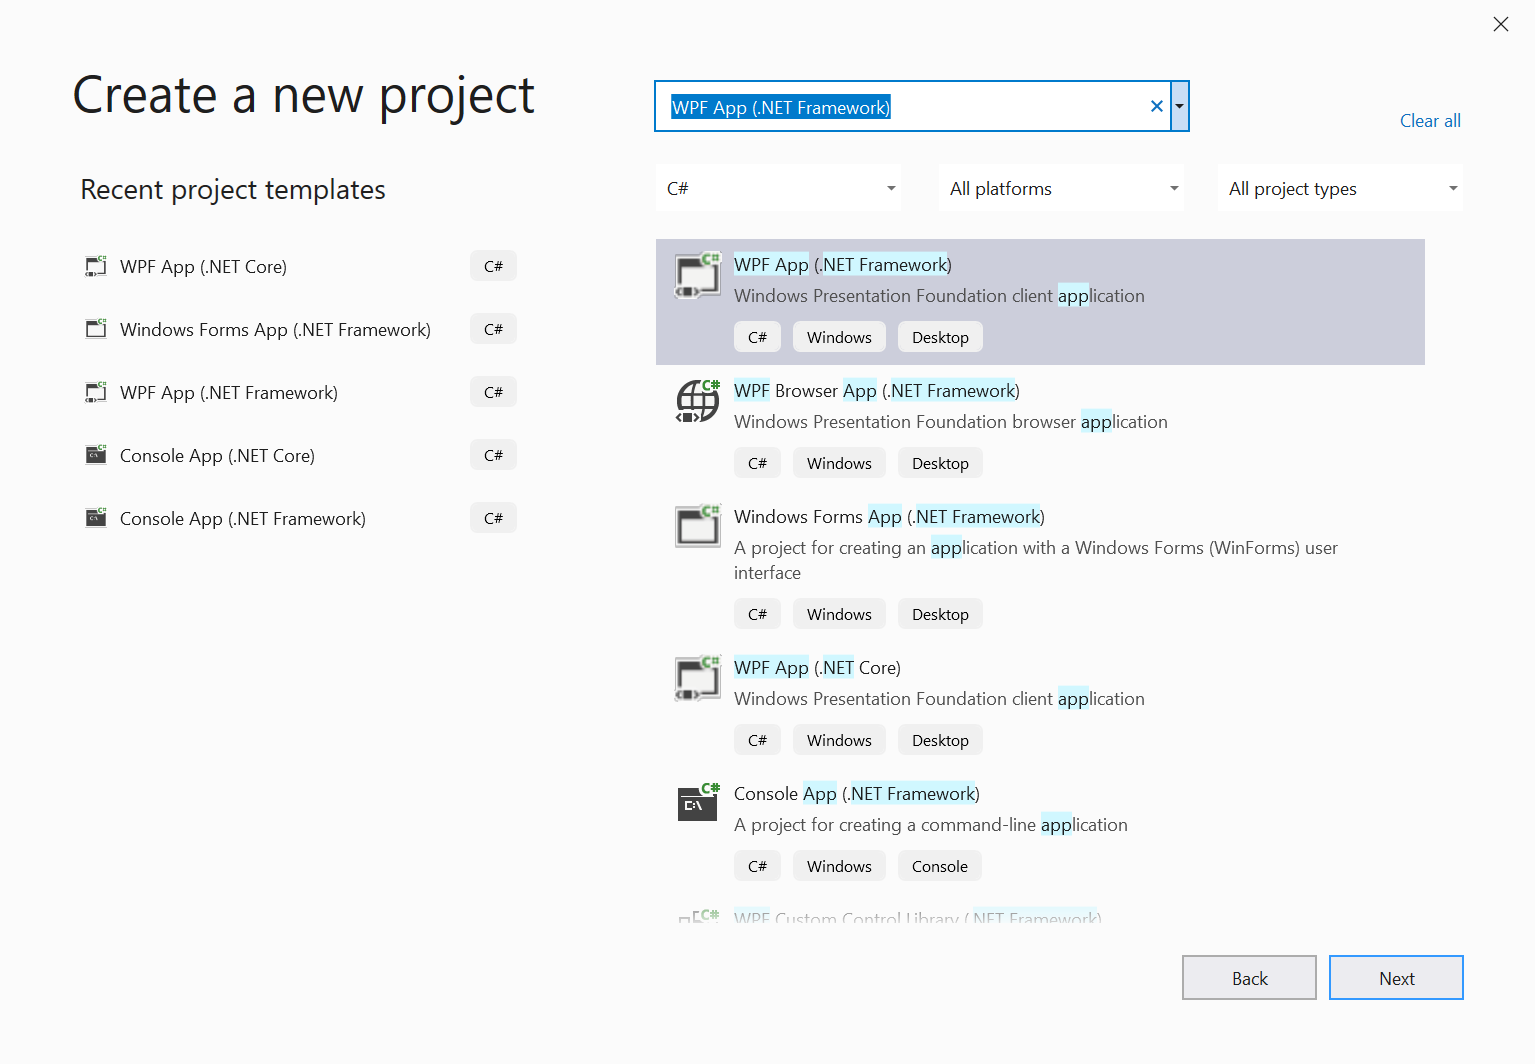 Create a new project
WPF App (.NET Framework)
Clear all
C#
All platforms
All project types
Recent project templates
WPF App (.NET Core)
C#
Windows Forms App (.NET Framework)
C#
WPF App (.NET Framework)
C#
Console App (.NET Core)
C#
Console App (.NET Framework)
C#
WPF App (.NET Framework)
Windows Presentation Foundation client application
C#
Windows
Desktop
WPF Browser App (.NET Framework)
Windows Presentation Foundation browser application
C#
Windows
Desktop
Windows Forms App (.NET Framework)
A project for creating an application with a Windows Forms (WinForms) user
interface
C#
Windows
Desktop
WPF App (.NET Core)
Windows Presentation Foundation client application
C#
Windows
Desktop
Console App (.NET Framework)
A project for creating a command-line application
C#
Windows
Console
WPF Custom Control Library (.NET Framework)
Back
Next